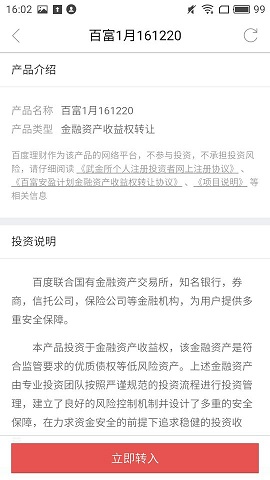 16:02
99
百富1月161220
产品介绍
产品名称 百富1月161220
产品类型 金融资产收益权转让
百度理财作为该产品的网络平台，不参与投资，不承担投资风
险，请仔细阅读《武金所个人注册投资者网上注册协议》、
《百富安盈计划金融资产收益权转让协议》、《项目说明》等
相关信息
投资说明
百度联合国有金融资产交易所，知名银行，券
商，信托公司，保险公司等金融机构，为用户提供多
重安全保障。
本产品投资于金融资产收益权，该金融资产是符
合监管要求的优质债权等低风险资产。上述金融资产
由专业投资团队按照严谨规范的投资流程进行投资管
理，建立了良好的风险控制机制并设计了多重的安全
保障，在力求资金安全的前提下追求稳健的投资收
立即转入